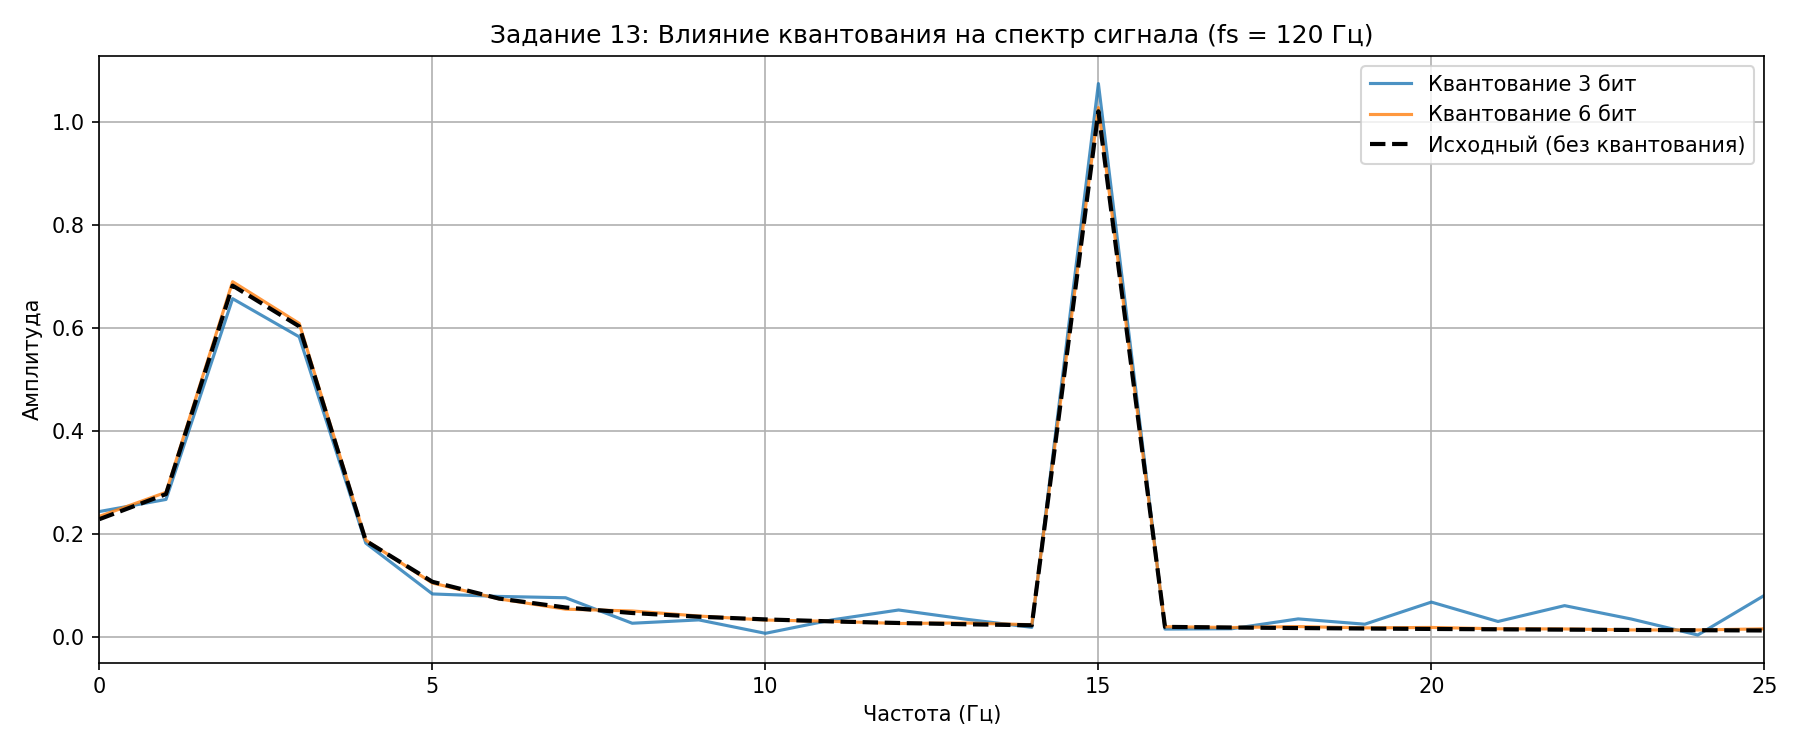 Задание 13: Влияние квантования на спектр сигнала (fs = 120 Гц)
Квантование 3 бит
Квантование 6 бит
Исходный (без квантования)
Амплитуда
1.0
0.8
0.6
0.4
0.2
0.0
0 5 10 15 20 25
Частота (Гц)